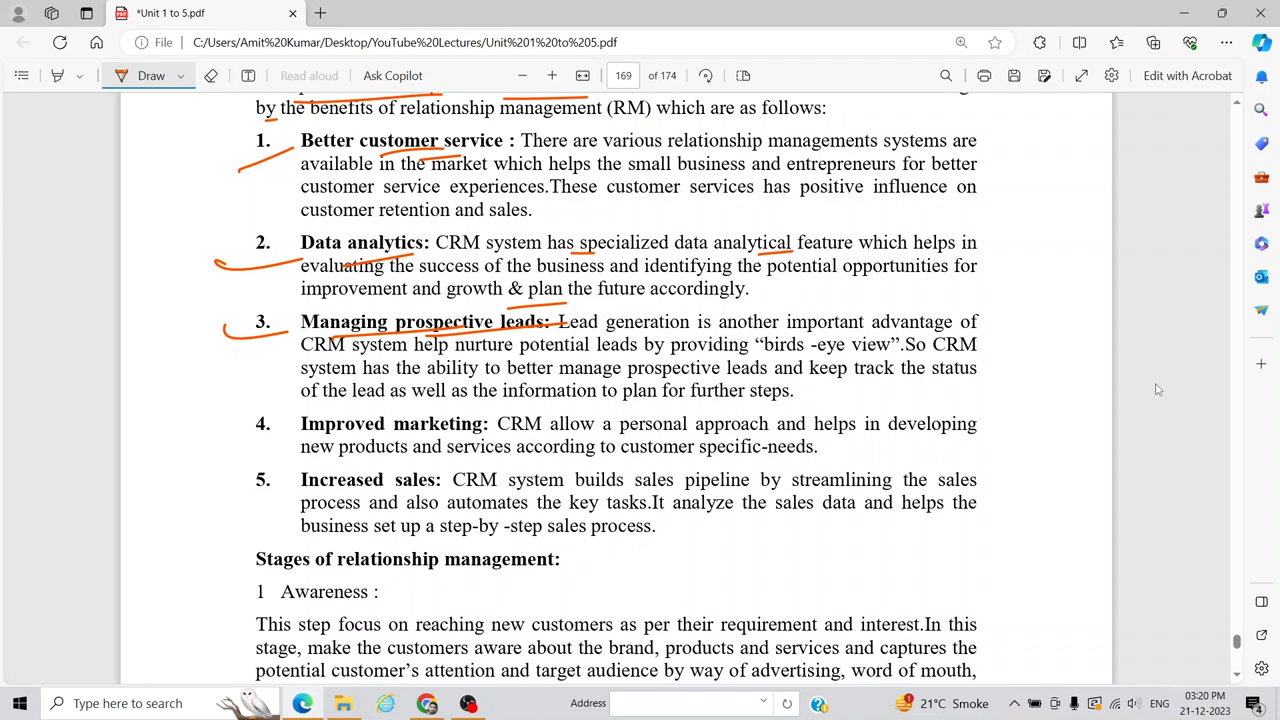 *Unit 1 to 5.pdf
File C:/Users/Amit%20Kumar/Desktop/YouTube%20Lectures/Unit%201%20to%205.pdf
Draw Read aloud Ask Copilot 169 of 174 Edit with Acrobat
by the benefits of relationship management (RM) which are as follows:
1. Better customer service : There are various relationship managements systems are
available in the market which helps the small business and entrepreneurs for better
customer service experiences.These customer services has positive influence on
customer retention and sales.
2. Data analytics: CRM system has specialized data analytical feature which helps in
evaluating the success of the business and identifying the potential opportunities for
improvement and growth & plan the future accordingly.
3. Managing prospective leads: Lead generation is another important advantage of
CRM system help nurture potential leads by providing “birds -eye view”.So CRM
system has the ability to better manage prospective leads and keep track the status
of the lead as well as the information to plan for further steps.
4. Improved marketing: CRM allow a personal approach and helps in developing
new products and services according to customer specific-needs.
5. Increased sales: CRM system builds sales pipeline by streamlining the sales
process and also automates the key tasks.It analyze the sales data and helps the
business set up a step-by -step sales process.
Stages of relationship management:
1 Awareness :
This step focus on reaching new customers as per their requirement and interest.In this
stage, make the customers aware about the brand, products and services and captures the
potential customer’s attention and target audience by way of advertising, word of mouth,
Type here to search Address 21°C Smoke ENG 03:20 PM
21-12-2023 4